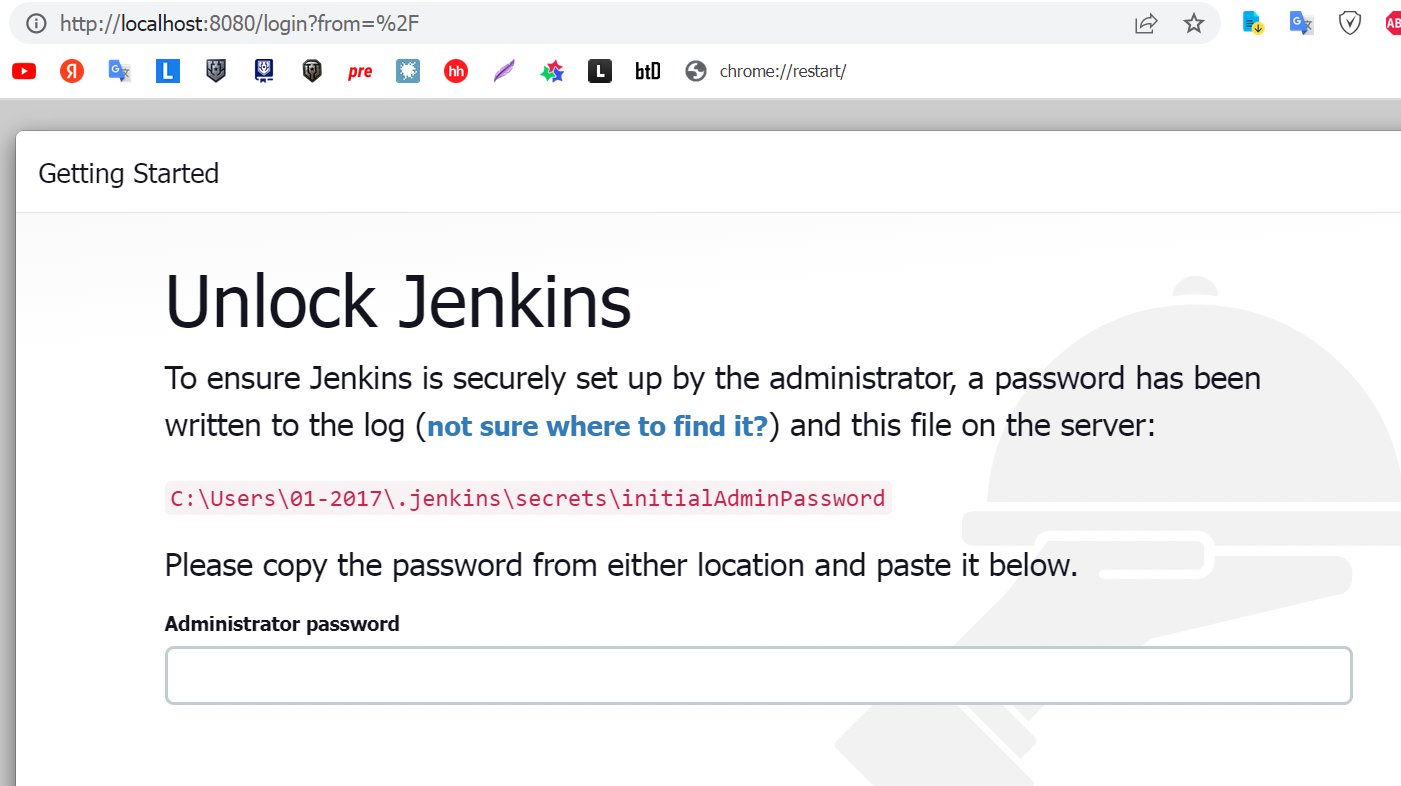 http://localhost:8080/login?from=%2F
Я G L L pre hh L btD chrome://restart/
AB
Getting Started
Unlock Jenkins
To ensure Jenkins is securely set up by the administrator, a password has been
written to the log (not sure where to find it?) and this file on the server:
C:\Users\01-2017\.jenkins\secrets\initialAdminPassword
Please copy the password from either location and paste it below.
Administrator password